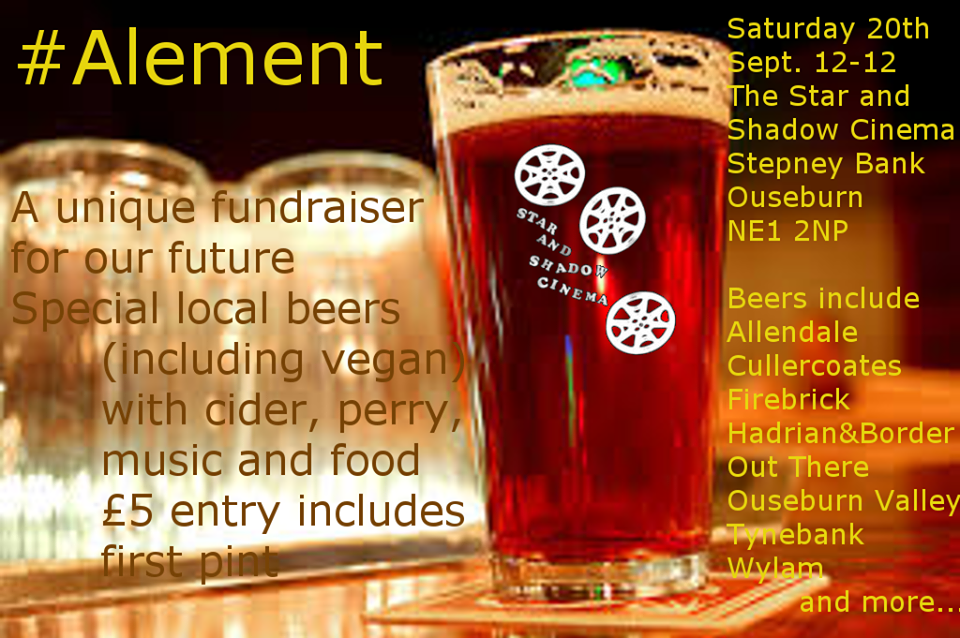 #Alement
A unique fundraiser
for our future
Special local beers
(including vegan)
with cider, perry,
music and food
£5 entry includes
first pint
STAR
AND
SHADOW
CINEMA
Saturday 20th
Sept. 12-12
The Star and
Shadow Cinema
Stepney Bank
Ouseburn
NE1 2NP
Beers include
Allendale
Cullercoates
Firebrick
Hadrian&Border
Out There
Ouseburn Valley
Tynebank
Wylam
and more...